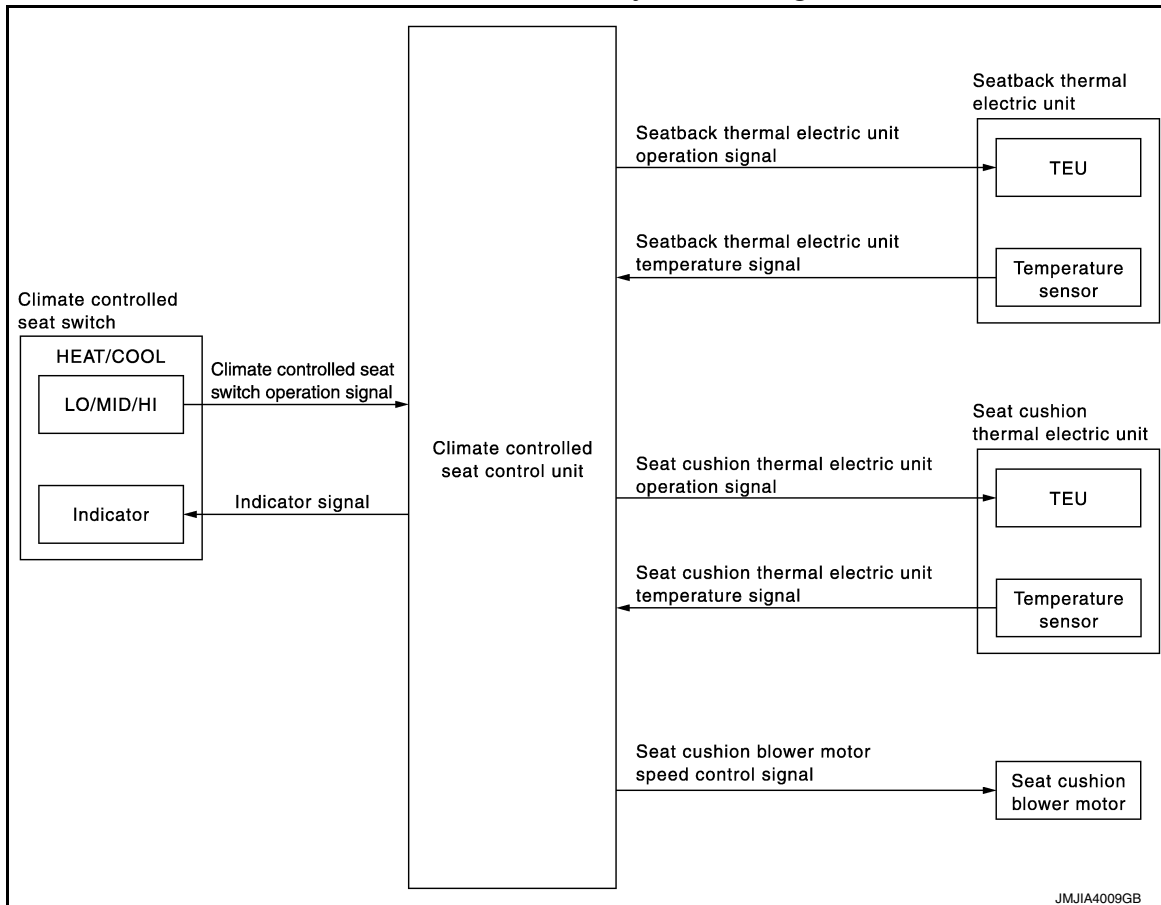 Seatback thermal
electric unit
Seatback thermal electric unit
operation signal
TEU
Seatback thermal electric unit
temperature signal
Temperature
sensor
Climate controlled
seat switch
HEAT/COOL
LO/MID/HI
Climate controlled seat
switch operation signal
Indicator
Indicator signal
Climate controlled
seat control unit
Seat cushion
thermal electric unit
Seat cushion thermal electric unit
operation signal
TEU
Seat cushion thermal electric unit
temperature signal
Temperature
sensor
Seat cushion blower motor
speed control signal
Seat cushion
blower motor
JMJIA4009GB